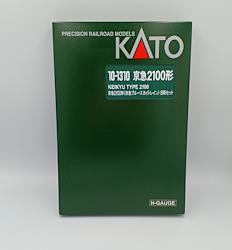 PRECISION RAILROAD MODELS
KATO
10-1310 京急2100形
KEIKYU TYPE 2100
京急2100形(京急ブルースカイトレイン) 8両セット
N-GAUGE